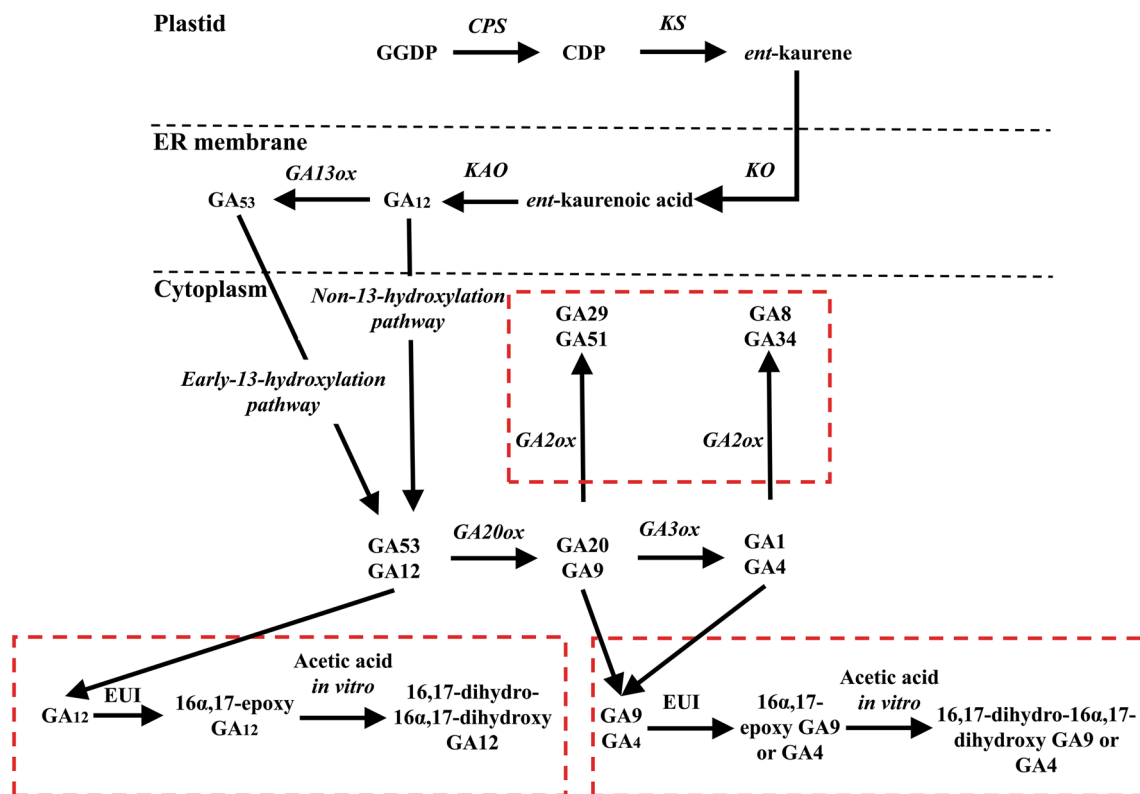 Plastid
CPS
KS
GGDP
CDP
ent-kaurene
ER membrane
GA13ox
KAO
KO
GA53
GA12
ent-kaurenoic acid
Cytoplasm
Non-13-hydroxylation
pathway
GA29
GA51
GA8
GA34
Early-13-hydroxylation
pathway
GA2ox
GA2ox
GA20ox
GA3ox
GA53
GA12
GA20
GA9
GA1
GA4
Acetic acid
in vitro
EUI
GA12
16α,17-epoxy
GA12
16,17-dihydro-
16α,17-dihydroxy
GA12
Acetic acid
in vitro
EUI
GA9
GA4
16α,17-
epoxy GA9
or GA4
16,17-dihydro-16α,17-
dihydroxy GA9 or
GA4